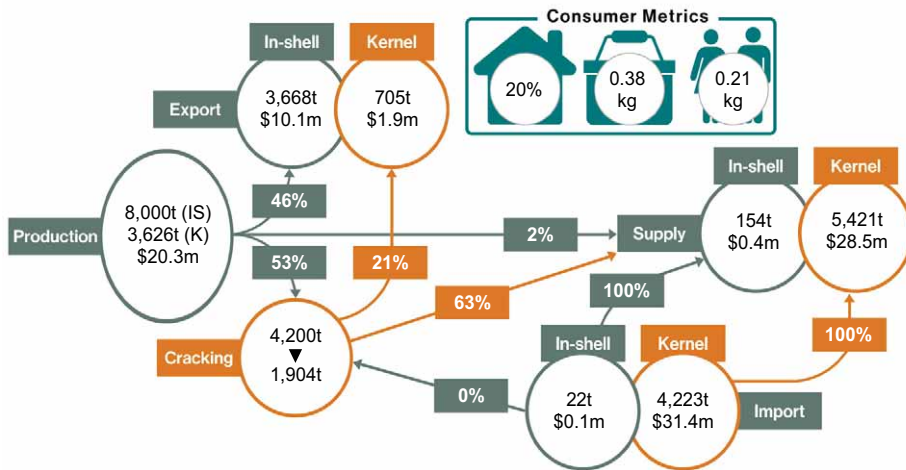 Consumer Metrics
20%
0.38
kg
0.21
kg
In-shell
Kernel
Export
3,668t
$10.1m
705t
$1.9m
Production
8,000t (IS)
3,626t (K)
$20.3m
46%
53%
21%
2%
63%
Supply
In-shell
Kernel
154t
$0.4m
5,421t
$28.5m
100%
100%
Cracking
4,200t
▼
1,904t
0%
In-shell
Kernel
22t
$0.1m
4,223t
$31.4m
Import